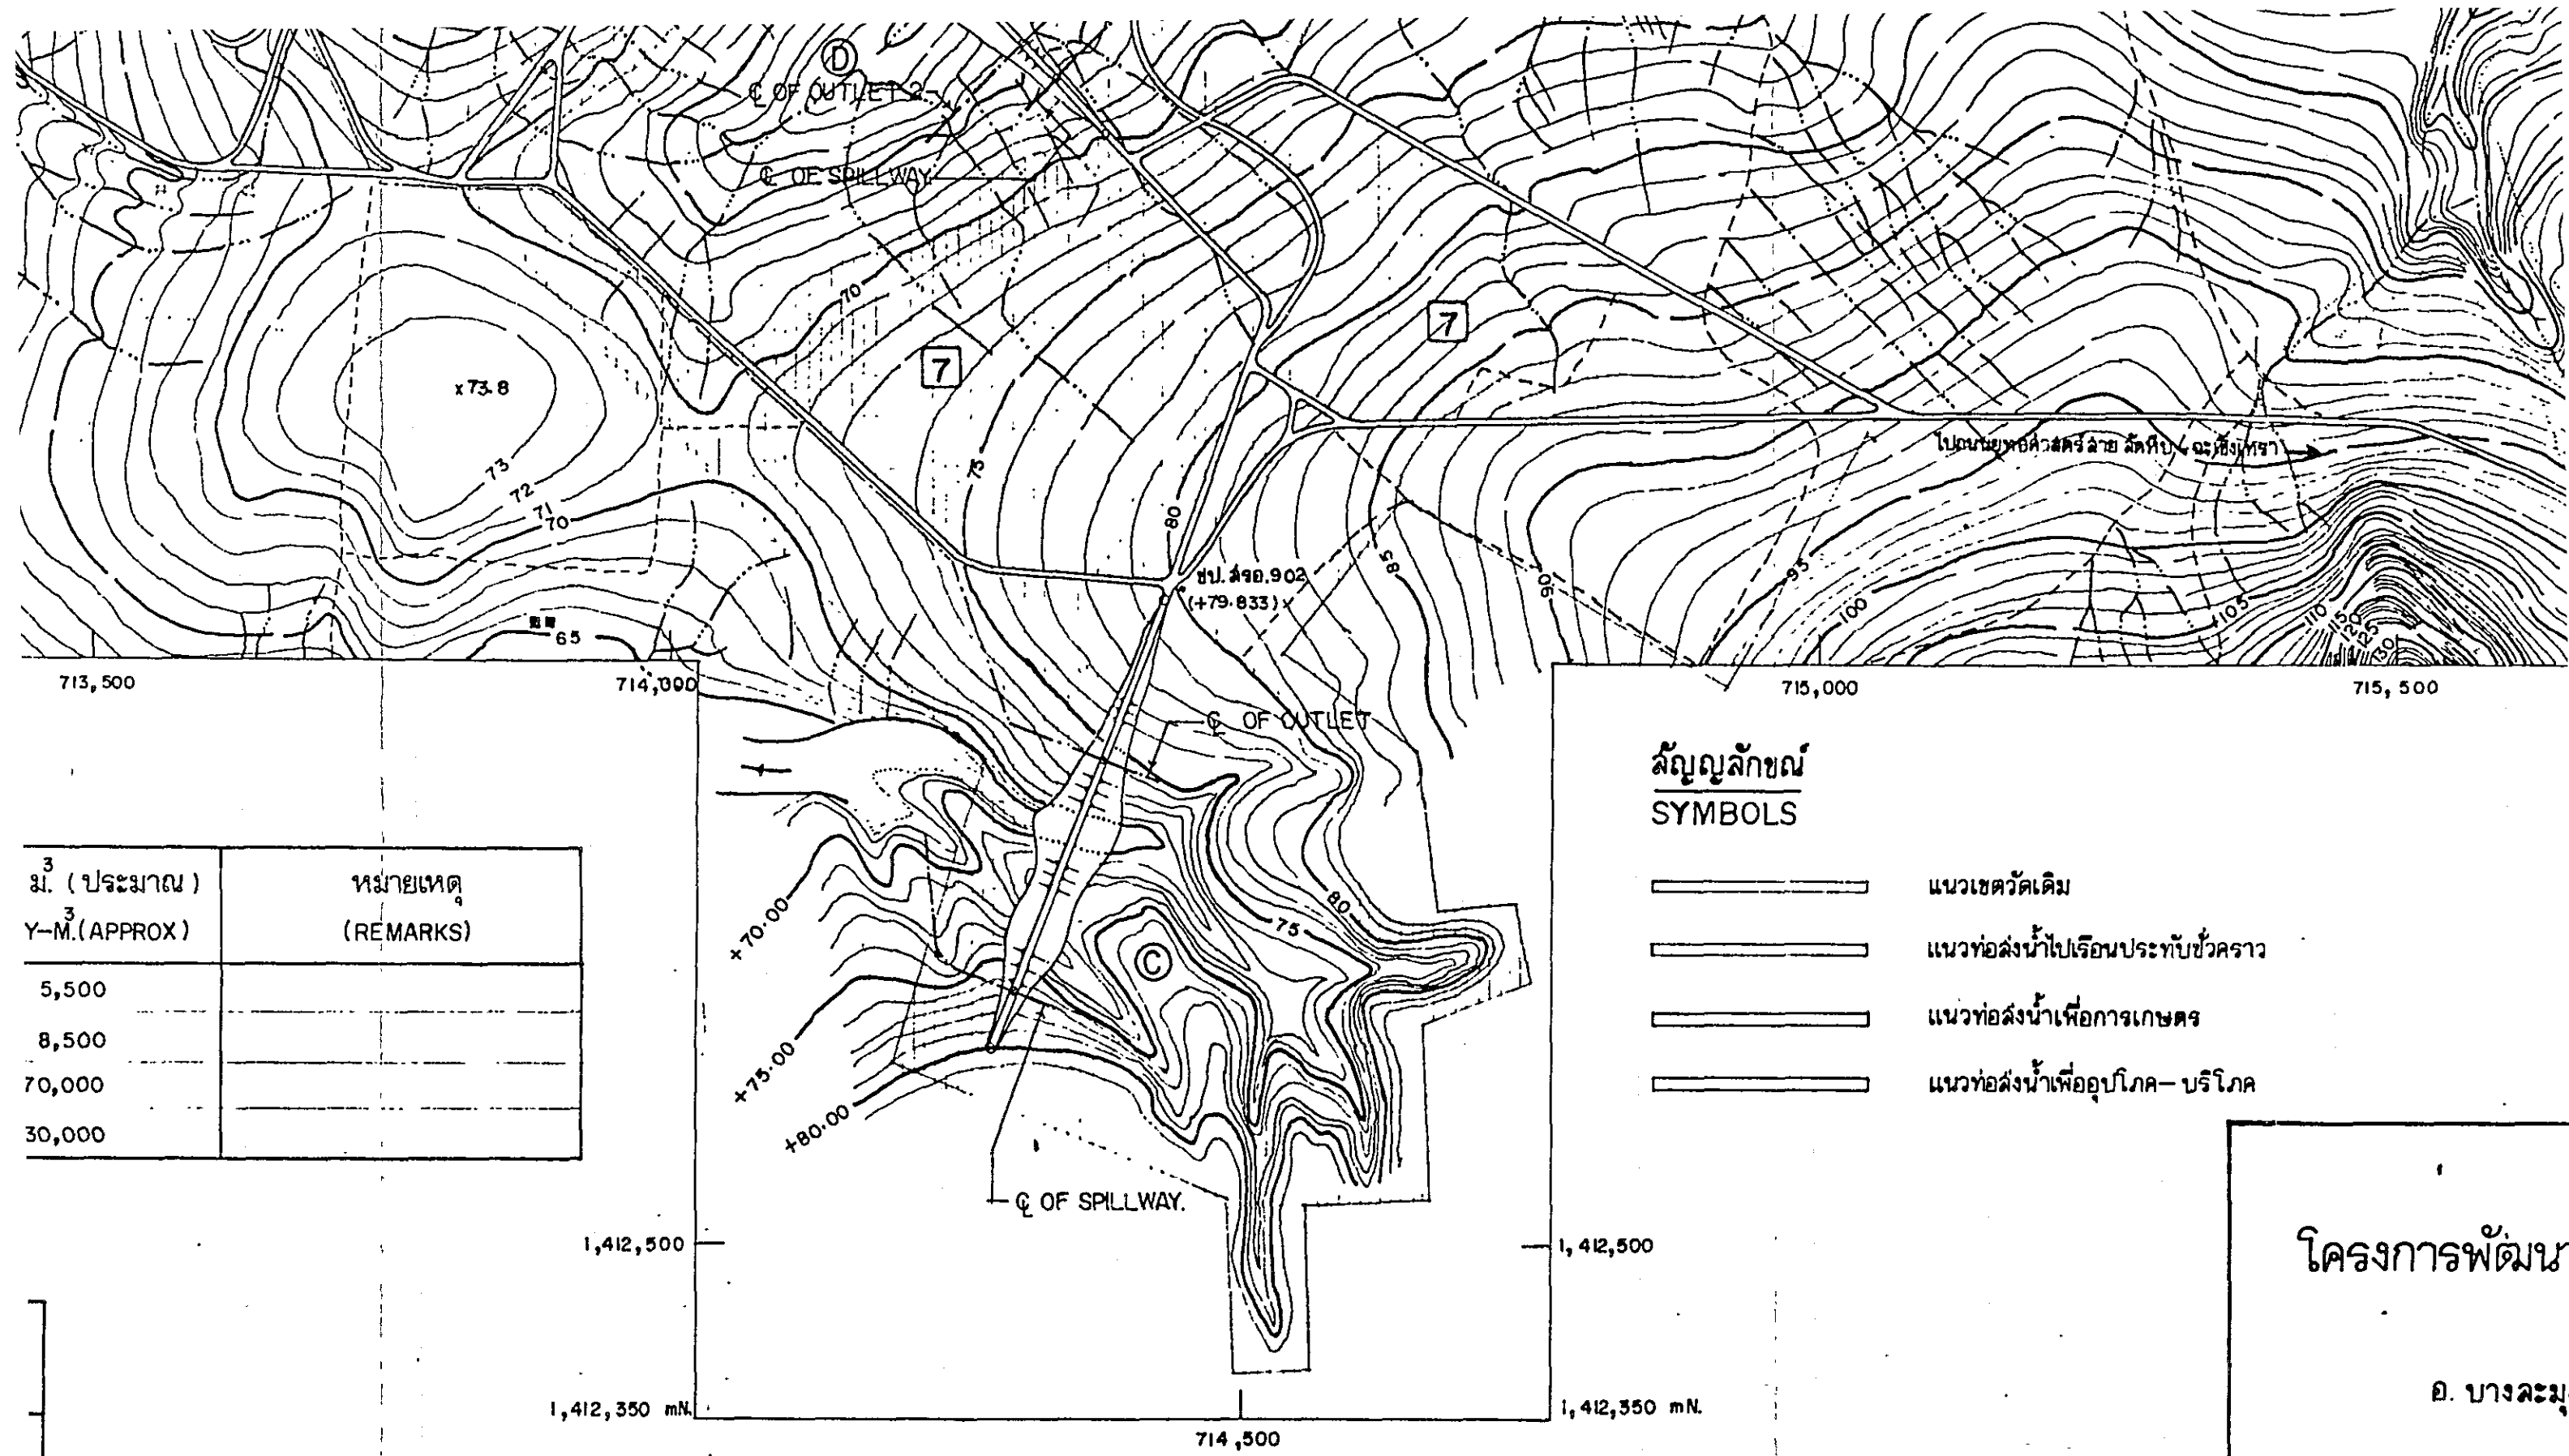 D
℄ OF OUTLET 2
℄ OF SPILLWAY.
70
7
7
x73.8
73
72
71
70
75
80
85
90
95
100
105
110
115
120
125
130
65
ชป. สรอ.902
(+79.833)
713,500
714,000
715,000
715,500
℄ OF OUTLET
80
75
C
+70.00
+75.00
+80.00
℄ OF SPILLWAY.
สัญญลักขณ์
SYMBOLS
แนวเขตวัดเดิม
แนวท่อส่งน้ำไปเรือนประทับชั่วคราว
แนวท่อส่งน้ำเพื่อการเกษตร
แนวท่อส่งน้ำเพื่ออุปโภค-บริโภค
ม.³ (ประมาณ)
Y-M.³(APPROX)
หมายเหตุ
(REMARKS)
5,500
8,500
70,000
30,000
1,412,500
1,412,500
1,412,350 mN.
1,412,350 mN.
714,500
โครงการพัฒนา
อ. บางละมุง